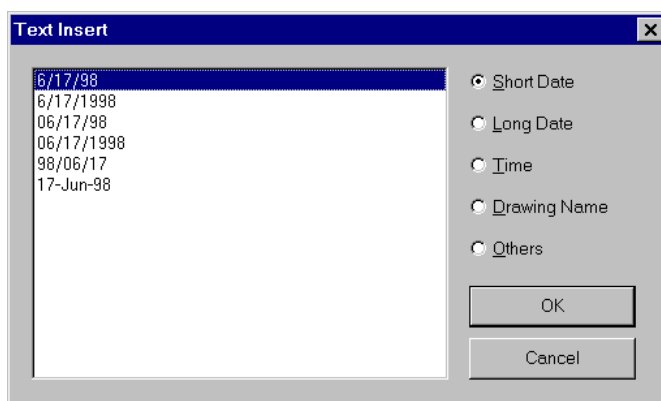 Text Insert
6/17/98
6/17/1998
06/17/98
06/17/1998
98/06/17
17-Jun-98
Short Date
Long Date
Time
Drawing Name
Others
OK
Cancel